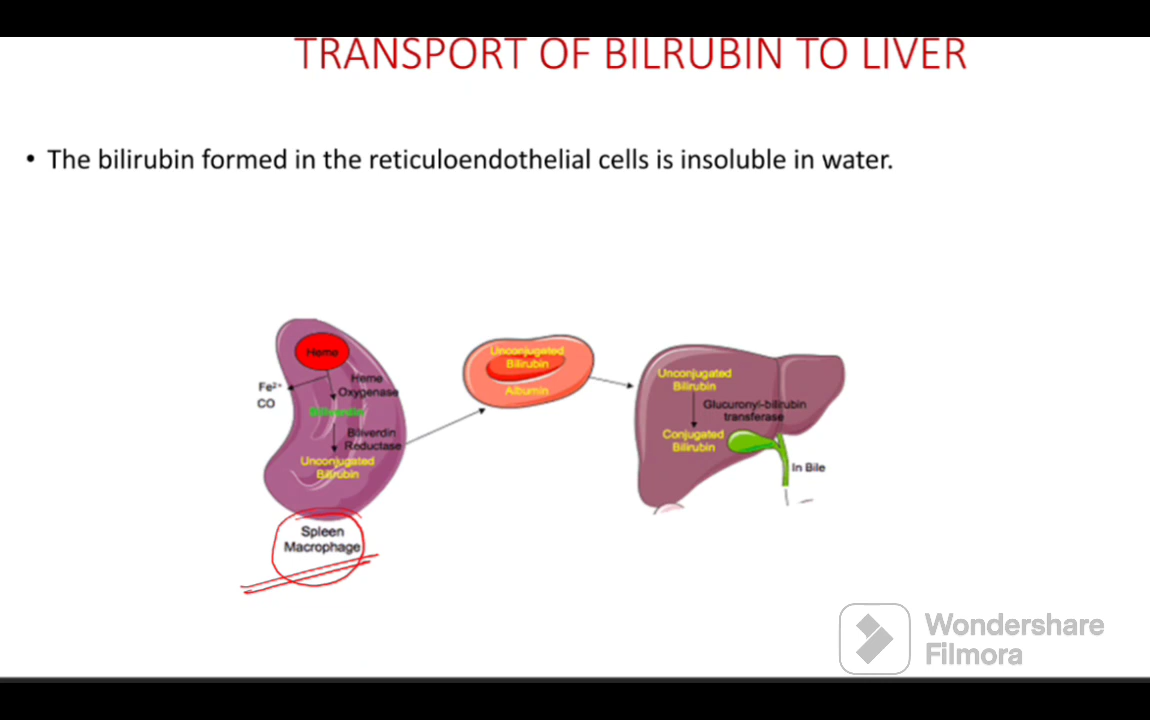 TRANSPORT OF BILRUBIN TO LIVER
• The bilirubin formed in the reticuloendothelial cells is insoluble in water.
Heme
Fe²⁺
CO
Heme
Oxygenase
Biliverdin
Biliverdin
Reductase
Unconjugated
Bilirubin
Spleen
Macrophage
Unconjugated
Bilirubin
Albumin
Unconjugated
Bilirubin
Glucuronyl-bilirubin
transferase
Conjugated
Bilirubin
In Bile
Wondershare
Filmora